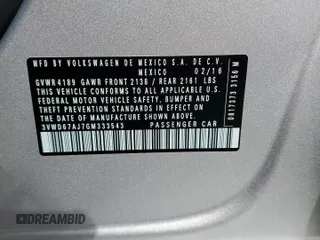 MFD BY VOLKSWAGEN DE MEXICO S.A. DE C.V.
MEXICO 02/16
GVWR 4189 GAWR FRONT 2138 / REAR 2161 LBS
THIS VEHICLE CONFORMS TO ALL APPLICABLE U.S.
FEDERAL MOTOR VEHICLE SAFETY, BUMPER AND
THEFT PREVENTION STANDARDS IN EFFECT ON
THE DATE OF MANUFACTURE SHOWN ABOVE.
3VWD67AJ7GM333543 PASSENGER CAR
0817373 3156 M
DREAMBID